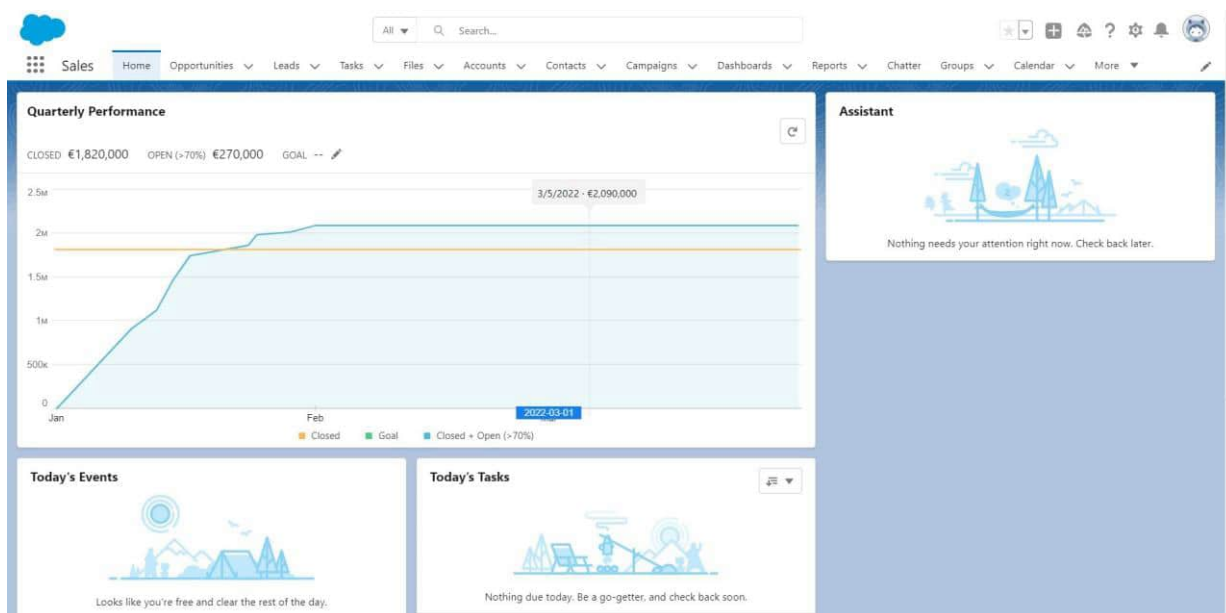 All Search...
Sales Home Opportunities Leads Tasks Files Accounts Contacts Campaigns Dashboards Reports Chatter Groups Calendar More
Quarterly Performance
CLOSED €1,820,000 OPEN (>70%) €270,000 GOAL --
3/5/2022 - €2,090,000
2.5M
2M
1.5M
1M
500K
0
Jan Feb 2022-03-01
Closed Goal Closed + Open (>70%)
Assistant
Nothing needs your attention right now. Check back later.
Today's Events
Looks like you're free and clear the rest of the day.
Today's Tasks
Nothing due today. Be a go-getter, and check back soon.